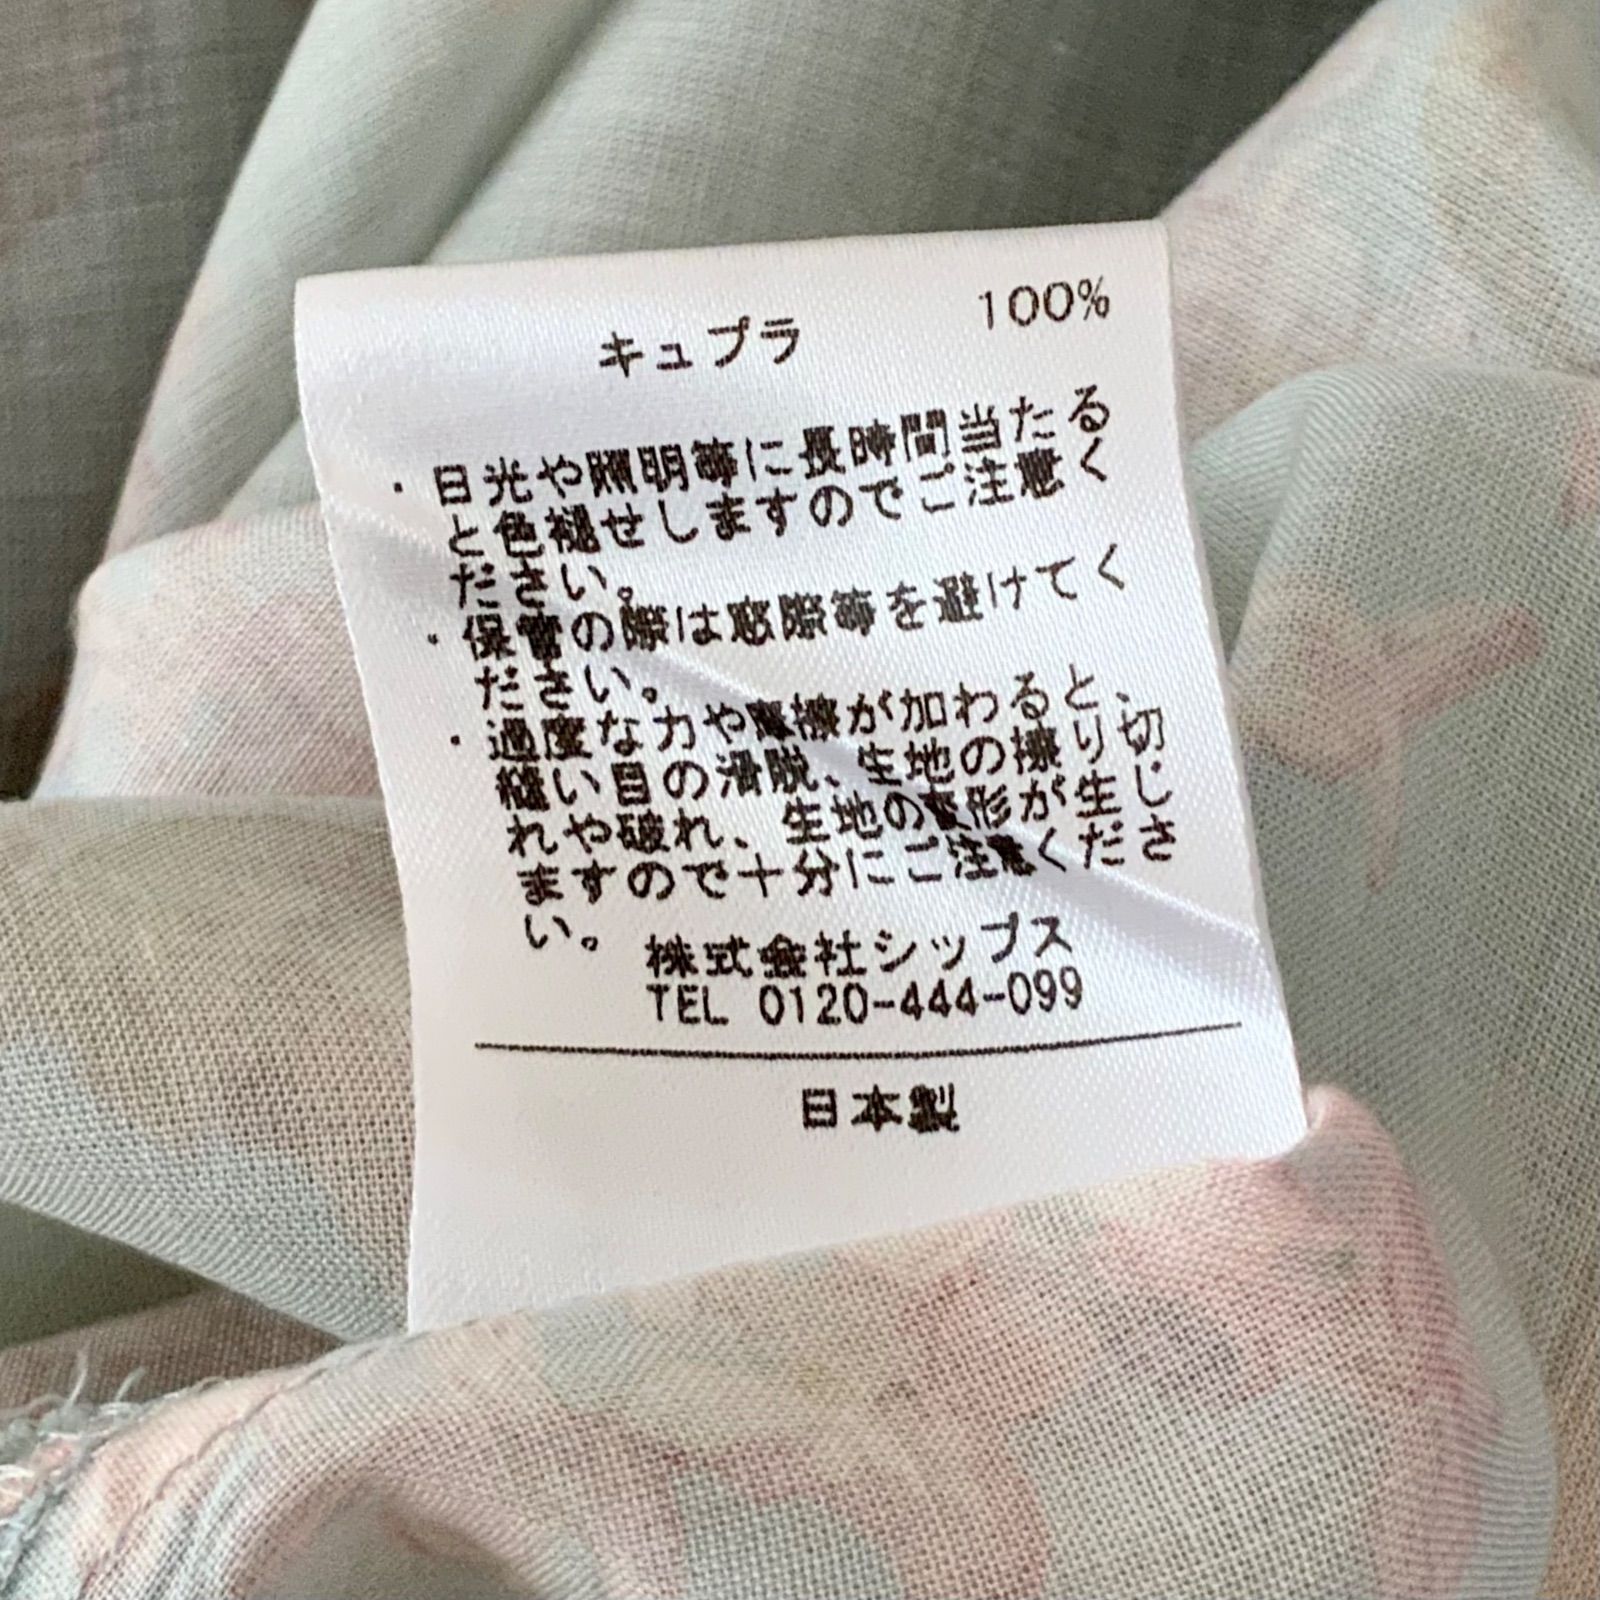 キュプラ 100%
・日光や照明等に長時間当たる
と色褪せしますのでご注意く
ださい。
・保管の際は窓際等を避けてく
ださい。
・過度な力や摩擦が加わると、
縫い目の滑脱、生地の擦り切
れや破れ、生地の変形が生じ
ますので十分にご注意くださ
い。
株式会社シップス
TEL 0120-444-099
日本製